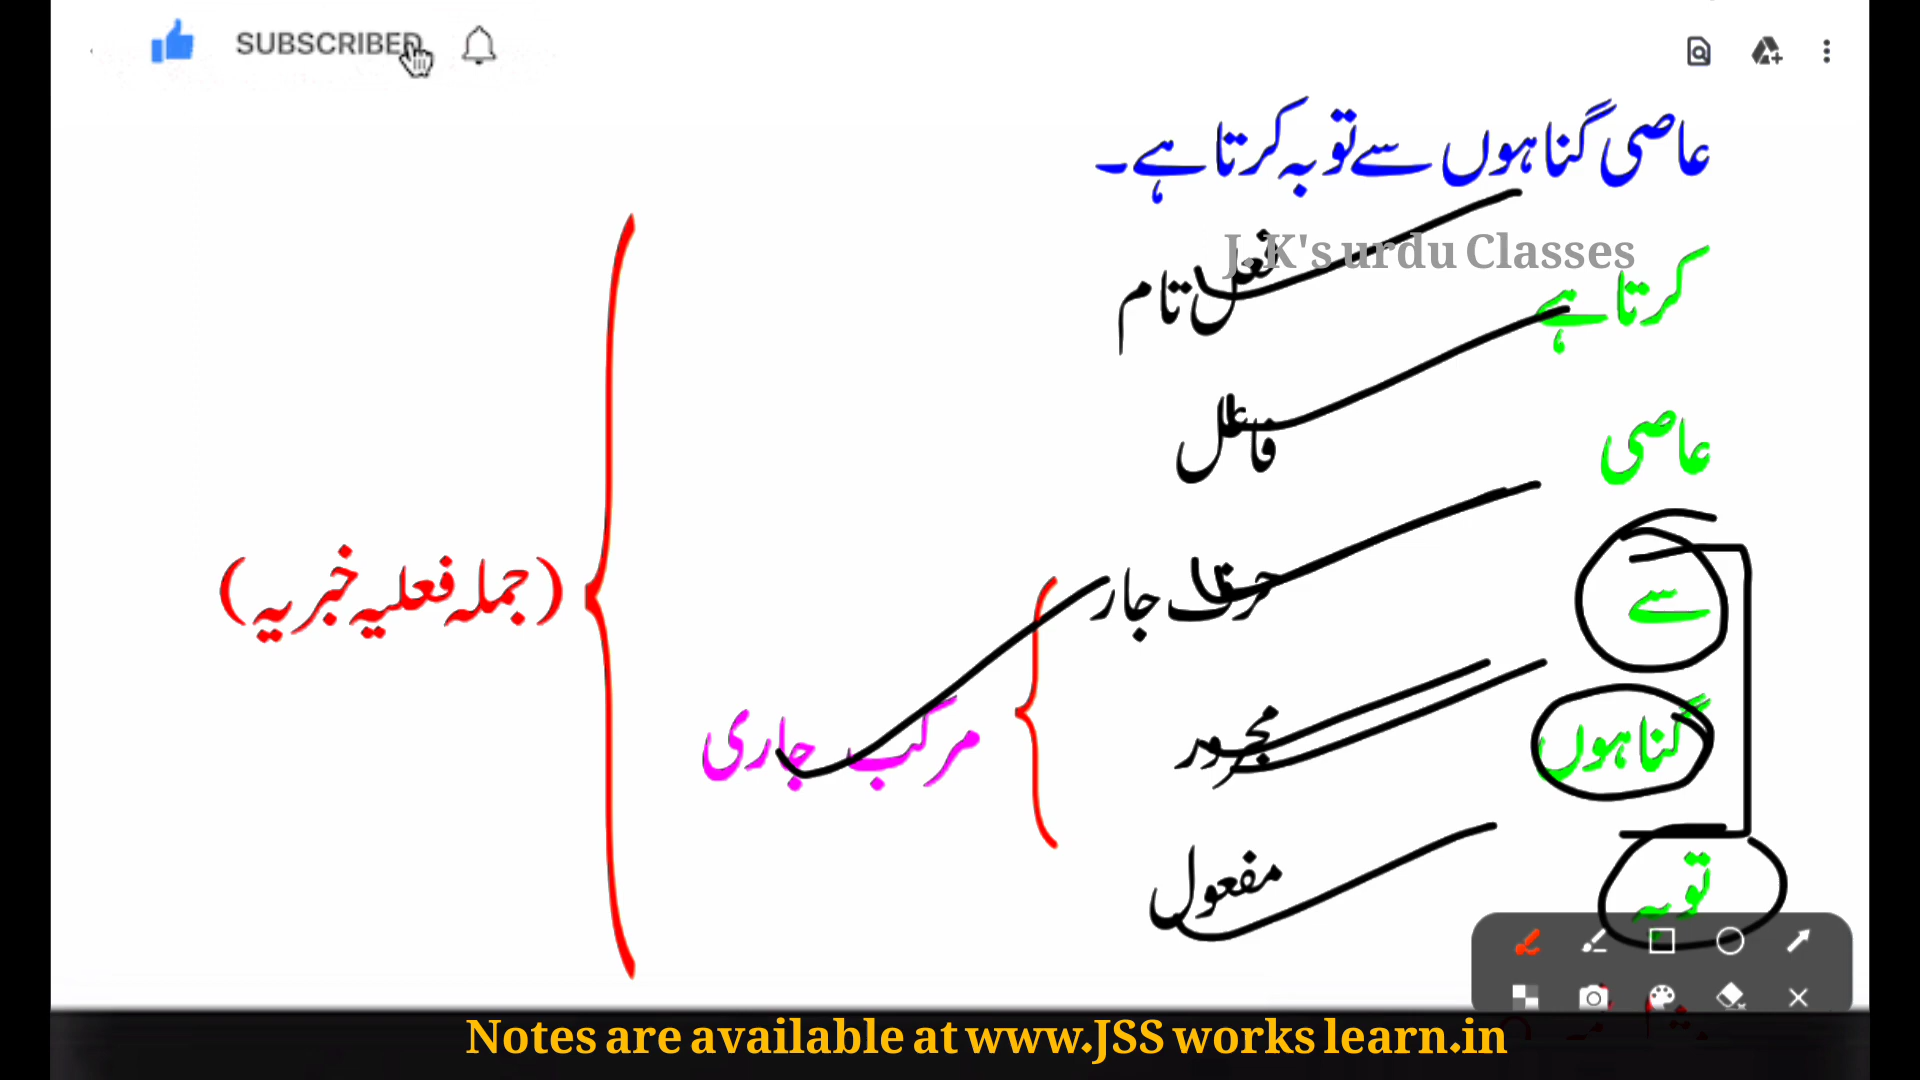 SUBSCRIBED
عاصی گناہوں سے توبہ کرتا ہے۔
J. K's urdu Classes
کرتا ہے فعل تام
عاصی فاعل
سے حرف جار
(جملہ فعلیہ خبریہ)
گناہوں مجرور
مرکب جاری
توبہ مفعول
Notes are available at www.JSS works learn.in